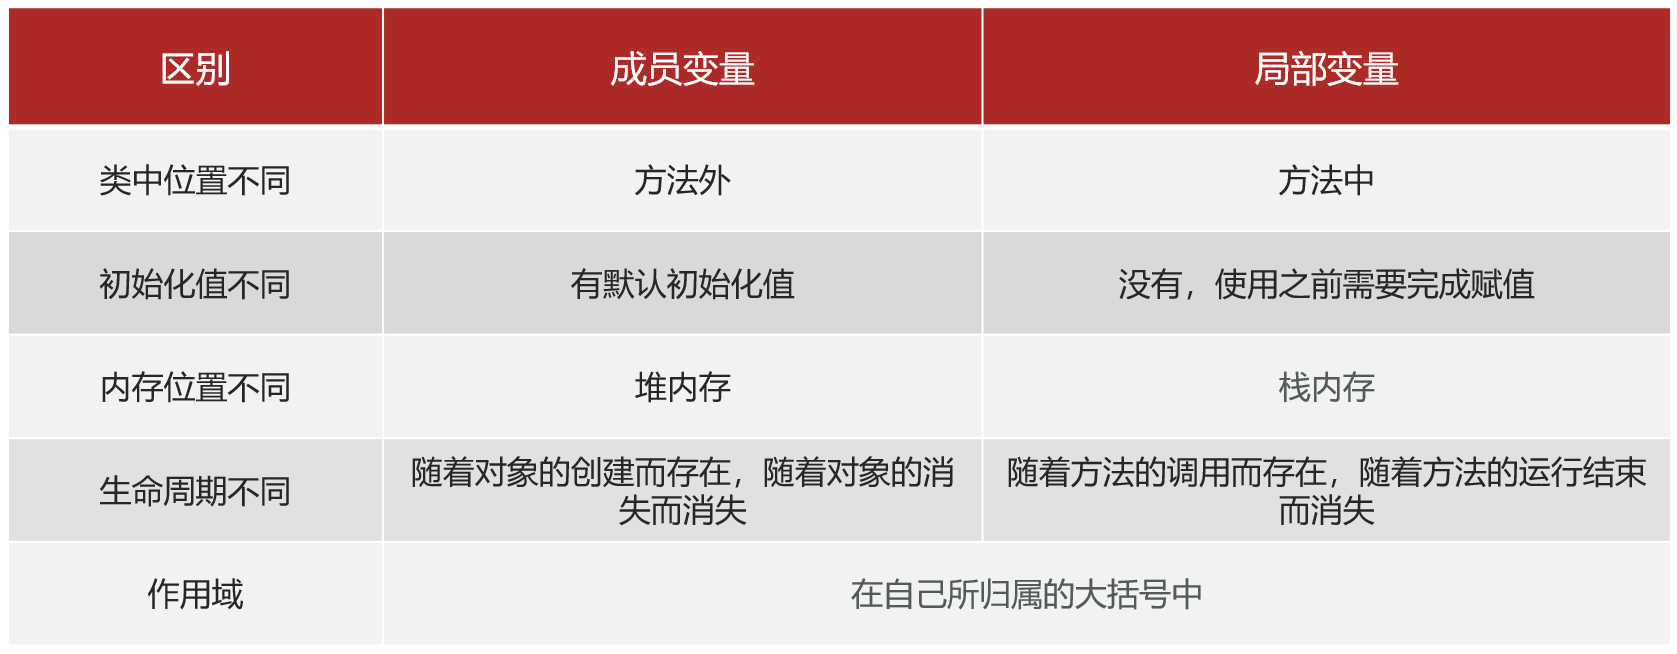 区别 成员变量 局部变量
类中位置不同 方法外 方法中
初始化值不同 有默认初始化值 没有，使用之前需要完成赋值
内存位置不同 堆内存 栈内存
生命周期不同 随着对象的创建而存在，随着对象的消
失而消失 随着方法的调用而存在，随着方法的运行结束
而消失
作用域 在自己所归属的大括号中